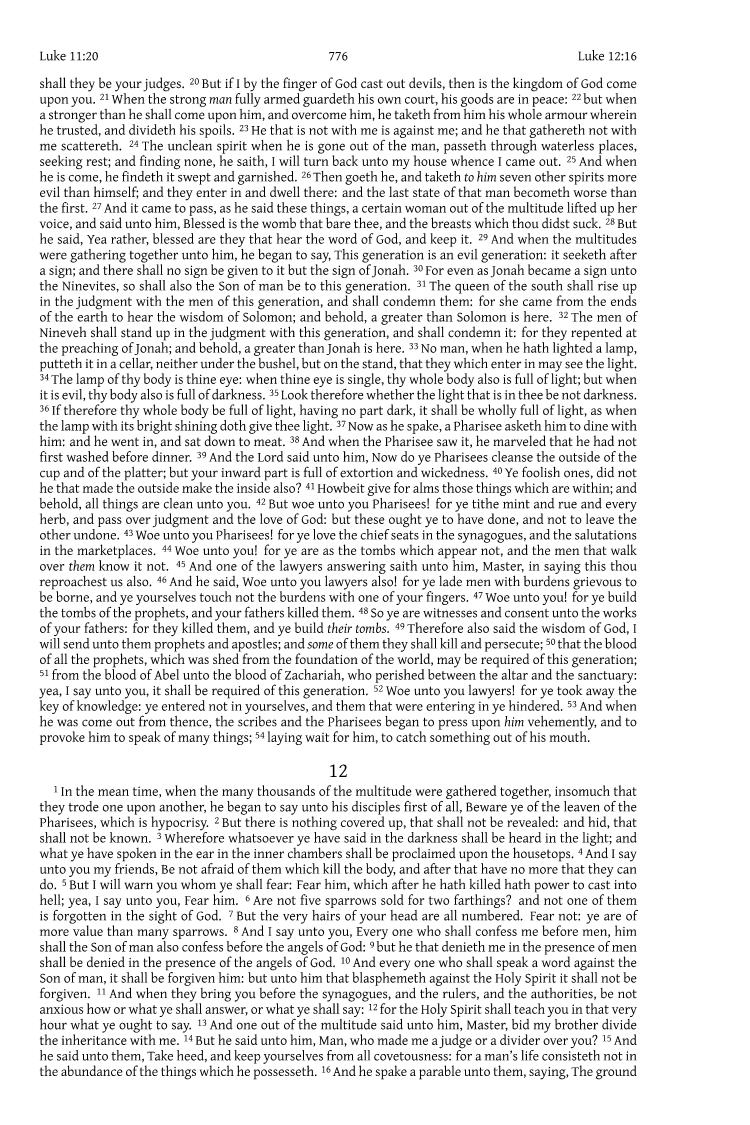 Luke 11:20 776 Luke 12:16
shall they be your judges. 20 But if I by the finger of God cast out devils, then is the kingdom of God come
upon you. 21 When the strong man fully armed guardeth his own court, his goods are in peace: 22 but when
a stronger than he shall come upon him, and overcome him, he taketh from him his whole armour wherein
he trusted, and divideth his spoils. 23 He that is not with me is against me; and he that gathereth not with
me scattereth. 24 The unclean spirit when he is gone out of the man, passeth through waterless places,
seeking rest; and finding none, he saith, I will turn back unto my house whence I came out. 25 And when
he is come, he findeth it swept and garnished. 26 Then goeth he, and taketh to him seven other spirits more
evil than himself; and they enter in and dwell there: and the last state of that man becometh worse than
the first. 27 And it came to pass, as he said these things, a certain woman out of the multitude lifted up her
voice, and said unto him, Blessed is the womb that bare thee, and the breasts which thou didst suck. 28 But
he said, Yea rather, blessed are they that hear the word of God, and keep it. 29 And when the multitudes
were gathering together unto him, he began to say, This generation is an evil generation: it seeketh after
a sign; and there shall no sign be given to it but the sign of Jonah. 30 For even as Jonah became a sign unto
the Ninevites, so shall also the Son of man be to this generation. 31 The queen of the south shall rise up
in the judgment with the men of this generation, and shall condemn them: for she came from the ends
of the earth to hear the wisdom of Solomon; and behold, a greater than Solomon is here. 32 The men of
Nineveh shall stand up in the judgment with this generation, and shall condemn it: for they repented at
the preaching of Jonah; and behold, a greater than Jonah is here. 33 No man, when he hath lighted a lamp,
putteth it in a cellar, neither under the bushel, but on the stand, that they which enter in may see the light.
34 The lamp of thy body is thine eye: when thine eye is single, thy whole body also is full of light; but when
it is evil, thy body also is full of darkness. 35 Look therefore whether the light that is in thee be not darkness.
36 If therefore thy whole body be full of light, having no part dark, it shall be wholly full of light, as when
the lamp with its bright shining doth give thee light. 37 Now as he spake, a Pharisee asketh him to dine with
him: and he went in, and sat down to meat. 38 And when the Pharisee saw it, he marveled that he had not
first washed before dinner. 39 And the Lord said unto him, Now do ye Pharisees cleanse the outside of the
cup and of the platter; but your inward part is full of extortion and wickedness. 40 Ye foolish ones, did not
he that made the outside make the inside also? 41 Howbeit give for alms those things which are within; and
behold, all things are clean unto you. 42 But woe unto you Pharisees! for ye tithe mint and rue and every
herb, and pass over judgment and the love of God: but these ought ye to have done, and not to leave the
other undone. 43 Woe unto you Pharisees! for ye love the chief seats in the synagogues, and the salutations
in the marketplaces. 44 Woe unto you! for ye are as the tombs which appear not, and the men that walk
over them know it not. 45 And one of the lawyers answering saith unto him, Master, in saying this thou
reproachest us also. 46 And he said, Woe unto you lawyers also! for ye lade men with burdens grievous to
be borne, and ye yourselves touch not the burdens with one of your fingers. 47 Woe unto you! for ye build
the tombs of the prophets, and your fathers killed them. 48 So ye are witnesses and consent unto the works
of your fathers: for they killed them, and ye build their tombs. 49 Therefore also said the wisdom of God, I
will send unto them prophets and apostles; and some of them they shall kill and persecute; 50 that the blood
of all the prophets, which was shed from the foundation of the world, may be required of this generation;
51 from the blood of Abel unto the blood of Zachariah, who perished between the altar and the sanctuary:
yea, I say unto you, it shall be required of this generation. 52 Woe unto you lawyers! for ye took away the
key of knowledge: ye entered not in yourselves, and them that were entering in ye hindered. 53 And when
he was come out from thence, the scribes and the Pharisees began to press upon him vehemently, and to
provoke him to speak of many things; 54 laying wait for him, to catch something out of his mouth.
12
1 In the mean time, when the many thousands of the multitude were gathered together, insomuch that
they trode one upon another, he began to say unto his disciples first of all, Beware ye of the leaven of the
Pharisees, which is hypocrisy. 2 But there is nothing covered up, that shall not be revealed: and hid, that
shall not be known. 3 Wherefore whatsoever ye have said in the darkness shall be heard in the light; and
what ye have spoken in the ear in the inner chambers shall be proclaimed upon the housetops. 4 And I say
unto you my friends, Be not afraid of them which kill the body, and after that have no more that they can
do. 5 But I will warn you whom ye shall fear: Fear him, which after he hath killed hath power to cast into
hell; yea, I say unto you, Fear him. 6 Are not five sparrows sold for two farthings? and not one of them
is forgotten in the sight of God. 7 But the very hairs of your head are all numbered. Fear not: ye are of
more value than many sparrows. 8 And I say unto you, Every one who shall confess me before men, him
shall the Son of man also confess before the angels of God: 9 but he that denieth me in the presence of men
shall be denied in the presence of the angels of God. 10 And every one who shall speak a word against the
Son of man, it shall be forgiven him: but unto him that blasphemeth against the Holy Spirit it shall not be
forgiven. 11 And when they bring you before the synagogues, and the rulers, and the authorities, be not
anxious how or what ye shall answer, or what ye shall say: 12 for the Holy Spirit shall teach you in that very
hour what ye ought to say. 13 And one out of the multitude said unto him, Master, bid my brother divide
the inheritance with me. 14 But he said unto him, Man, who made me a judge or a divider over you? 15 And
he said unto them, Take heed, and keep yourselves from all covetousness: for a man's life consisteth not in
the abundance of the things which he possesseth. 16 And he spake a parable unto them, saying, The ground